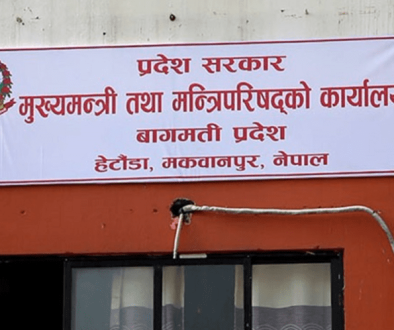 प्रदेश सरकार
मुख्यमन्त्री तथा मन्त्रिपरिषद्को कार्यालय
बागमती प्रदेश
हेटौंडा, मकवानपुर, नेपाल